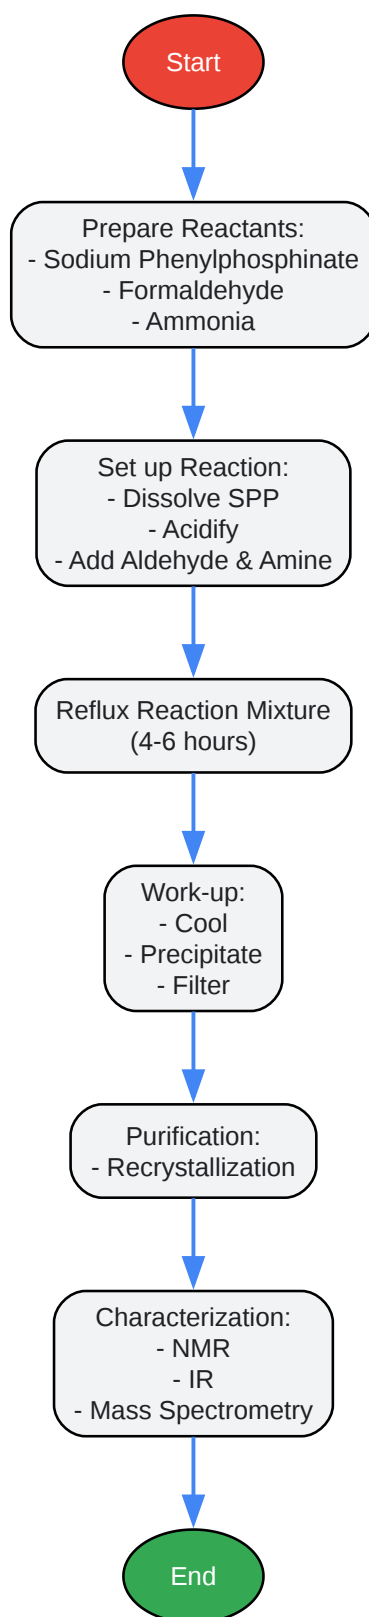 Start
Prepare Reactants:
- Sodium Phenylphosphinate
- Formaldehyde
- Ammonia
Set up Reaction:
- Dissolve SPP
- Acidify
- Add Aldehyde & Amine
Reflux Reaction Mixture
(4-6 hours)
Work-up:
- Cool
- Precipitate
- Filter
Purification:
- Recrystallization
Characterization:
- NMR
- IR
- Mass Spectrometry
End